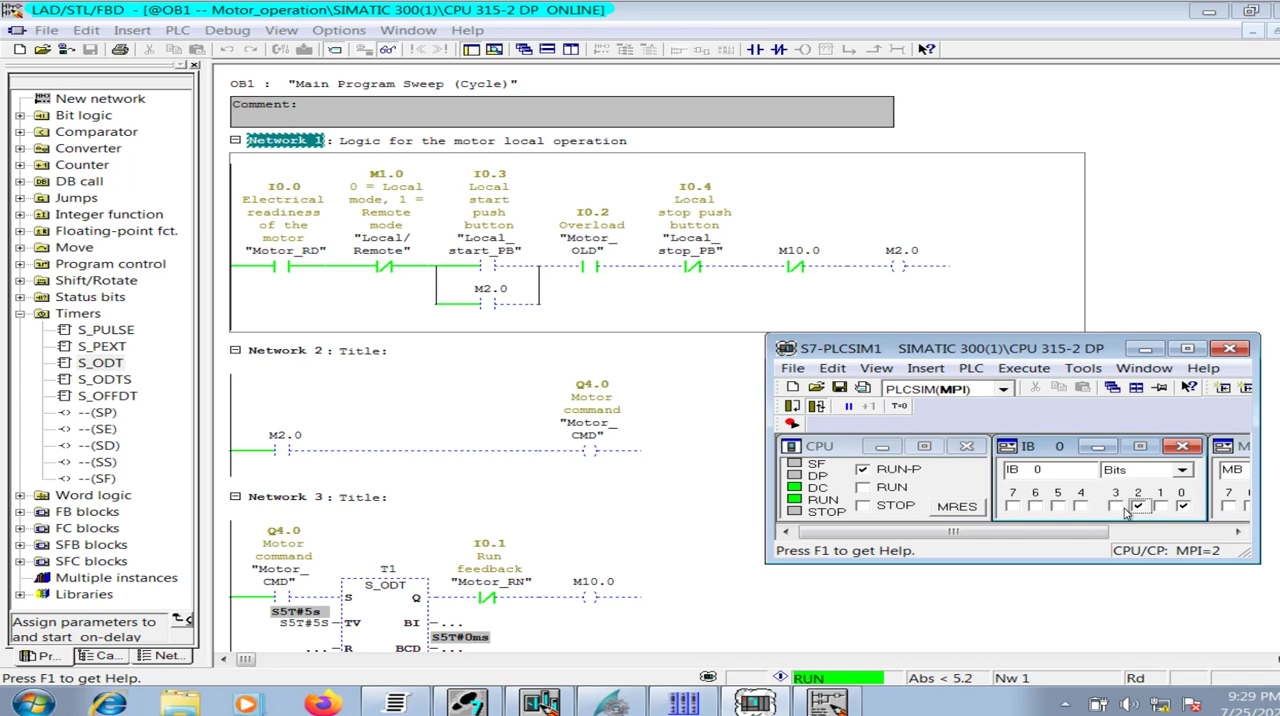 LAD/STL/FBD - [@OB1 -- Motor_operation\SIMATIC 300(1)\CPU 315-2 DP ONLINE]
File Edit Insert PLC Debug View Options Window Help
New network
Bit logic
Comparator
Converter
Counter
DB call
Jumps
Integer function
Floating-point fct.
Move
Program control
Shift/Rotate
Status bits
Timers
S_PULSE
S_PEXT
S_ODT
S_ODTS
S_OFFDT
--(SP)
--(SE)
--(SD)
--(SS)
--(SF)
Word logic
FB blocks
FC blocks
SFB blocks
SFC blocks
Multiple instances
Libraries
Assign parameters to
and start on-delay
Pr... Ca... Net...
OB1 : "Main Program Sweep (Cycle)"
Comment:
Network 1: Logic for the motor local operation
I0.0
Electrical
readiness
of the
motor
"Motor_RD"
M1.0
0 = Local
mode, 1 =
Remote
mode
"Local/
Remote"
I0.3
Local
start
push
button
"Local_
start_PB"
M2.0
I0.2
Overload
"Motor_
OLD"
I0.4
Local
stop push
button
"Local_
stop_PB"
M10.0
M2.0
Network 2: Title:
M2.0
Q4.0
Motor
command
"Motor_
CMD"
Network 3: Title:
Q4.0
Motor
command
"Motor_
CMD"
T1
S_ODT
S Q
S5T#5s
S5T#5S TV BI ...
S5T#0ms
... R BCD ...
I0.1
Run
feedback
"Motor_RN"
M10.0
S7-PLCSIM1 SIMATIC 300(1)\CPU 315-2 DP
File Edit View Insert PLC Execute Tools Window Help
PLCSIM(MPI)
+1 T=0
CPU
SF
DP
DC
RUN
STOP
RUN-P
RUN
STOP
MRES
IB 0
IB 0 Bits
7 6 5 4 3 2 1 0
M
MB
7
Press F1 to get Help. CPU/CP: MPI=2
Press F1 to get Help. RUN Abs < 5.2 Nw 1 Rd
9:29 PM